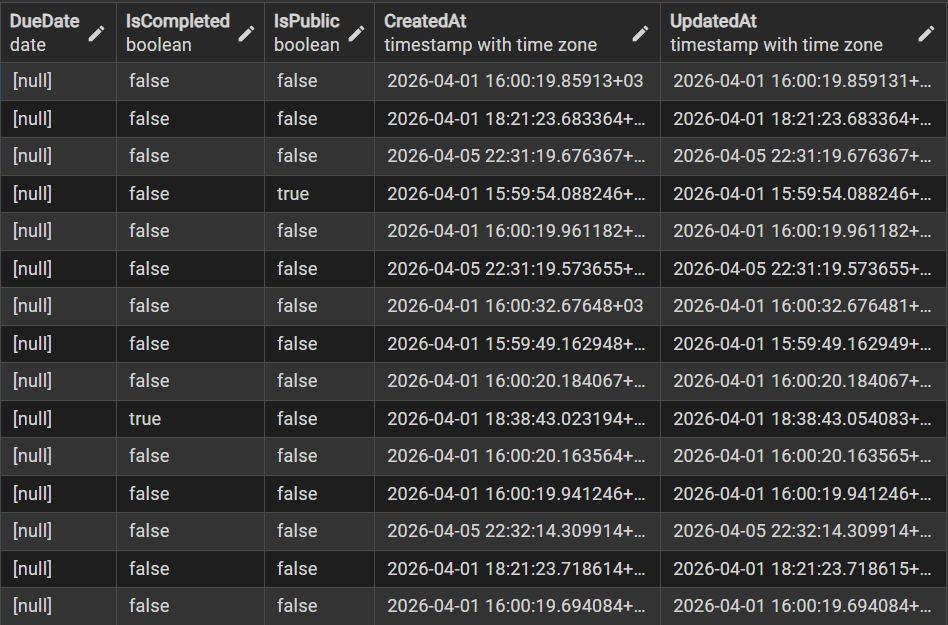 DueDate IsCompleted IsPublic CreatedAt UpdatedAt
date boolean boolean timestamp with time zone timestamp with time zone
[null] false false 2026-04-01 16:00:19.85913+03 2026-04-01 16:00:19.859131+...
[null] false false 2026-04-01 18:21:23.683364+... 2026-04-01 18:21:23.683364+...
[null] false false 2026-04-05 22:31:19.676367+... 2026-04-05 22:31:19.676367+...
[null] false true 2026-04-01 15:59:54.088246+... 2026-04-01 15:59:54.088246+...
[null] false false 2026-04-01 16:00:19.961182+... 2026-04-01 16:00:19.961182+...
[null] false false 2026-04-05 22:31:19.573655+... 2026-04-05 22:31:19.573655+...
[null] false false 2026-04-01 16:00:32.67648+03 2026-04-01 16:00:32.676481+...
[null] false false 2026-04-01 15:59:49.162948+... 2026-04-01 15:59:49.162949+...
[null] false false 2026-04-01 16:00:20.184067+... 2026-04-01 16:00:20.184067+...
[null] true false 2026-04-01 18:38:43.023194+... 2026-04-01 18:38:43.054083+...
[null] false false 2026-04-01 16:00:20.163564+... 2026-04-01 16:00:20.163565+...
[null] false false 2026-04-01 16:00:19.941246+... 2026-04-01 16:00:19.941246+...
[null] false false 2026-04-05 22:32:14.309914+... 2026-04-05 22:32:14.309914+...
[null] false false 2026-04-01 18:21:23.718614+... 2026-04-01 18:21:23.718615+...
[null] false false 2026-04-01 16:00:19.694084+... 2026-04-01 16:00:19.694084+...